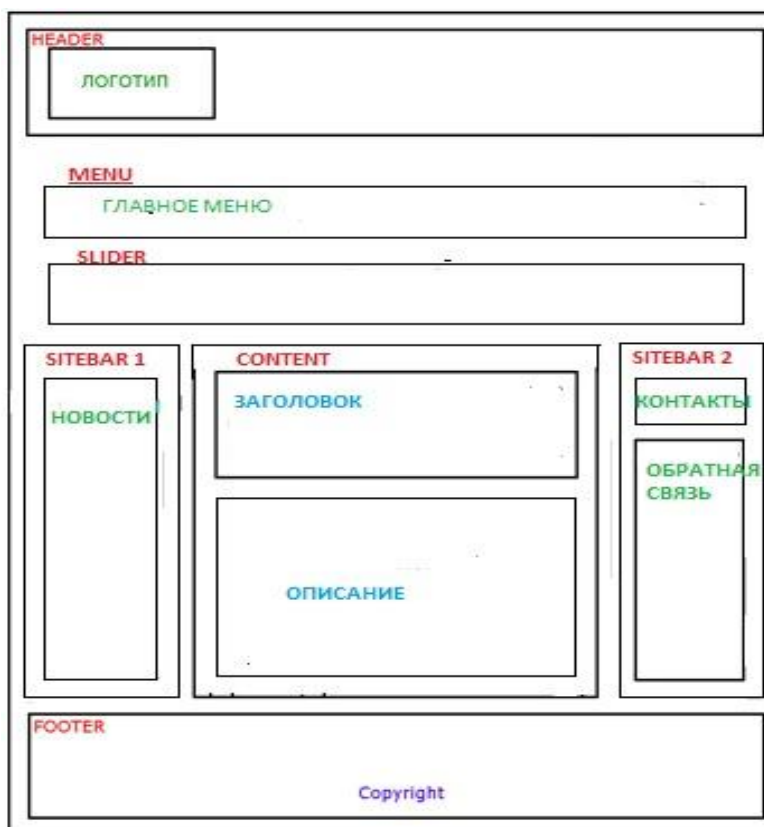 HEADER
ЛОГОТИП
MENU
ГЛАВНОЕ МЕНЮ
SLIDER
SITEBAR 1
НОВОСТИ
CONTENT
ЗАГОЛОВОК
ОПИСАНИЕ
SITEBAR 2
КОНТАКТЫ
ОБРАТНАЯ
СВЯЗЬ
FOOTER
Copyright